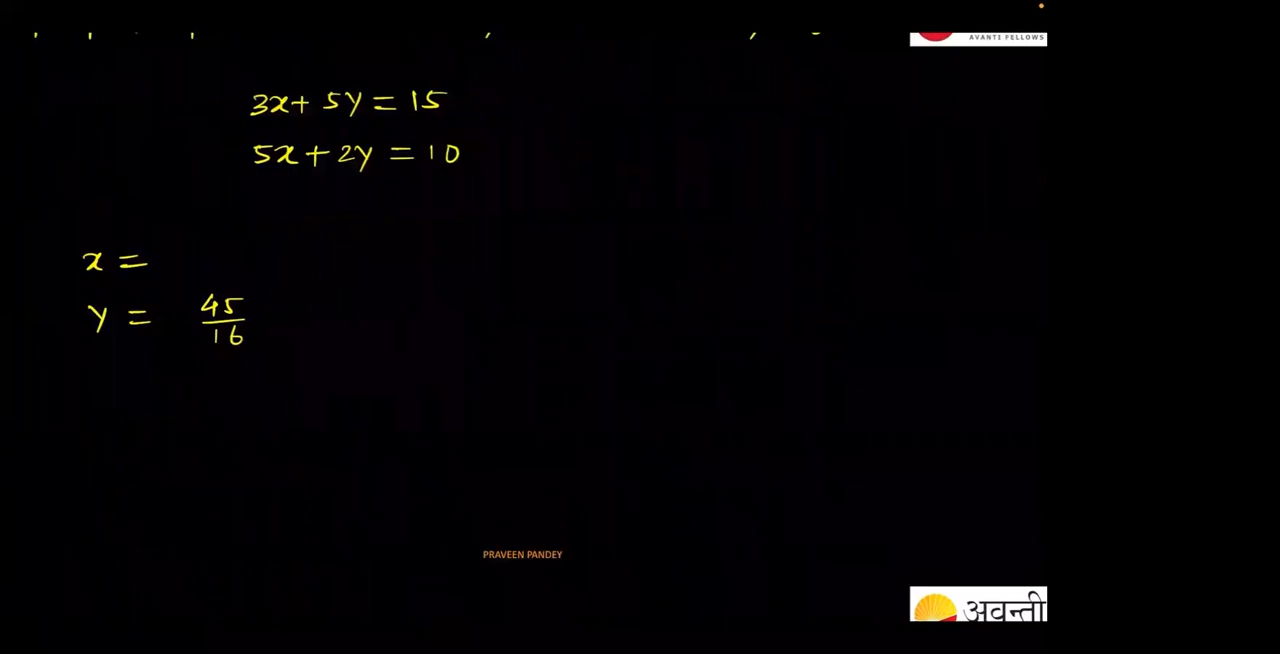 AVANTI FELLOWS
3x + 5y = 15
5x + 2y = 10
x =
y = 45/16
PRAVEEN PANDEY
अवन्ती